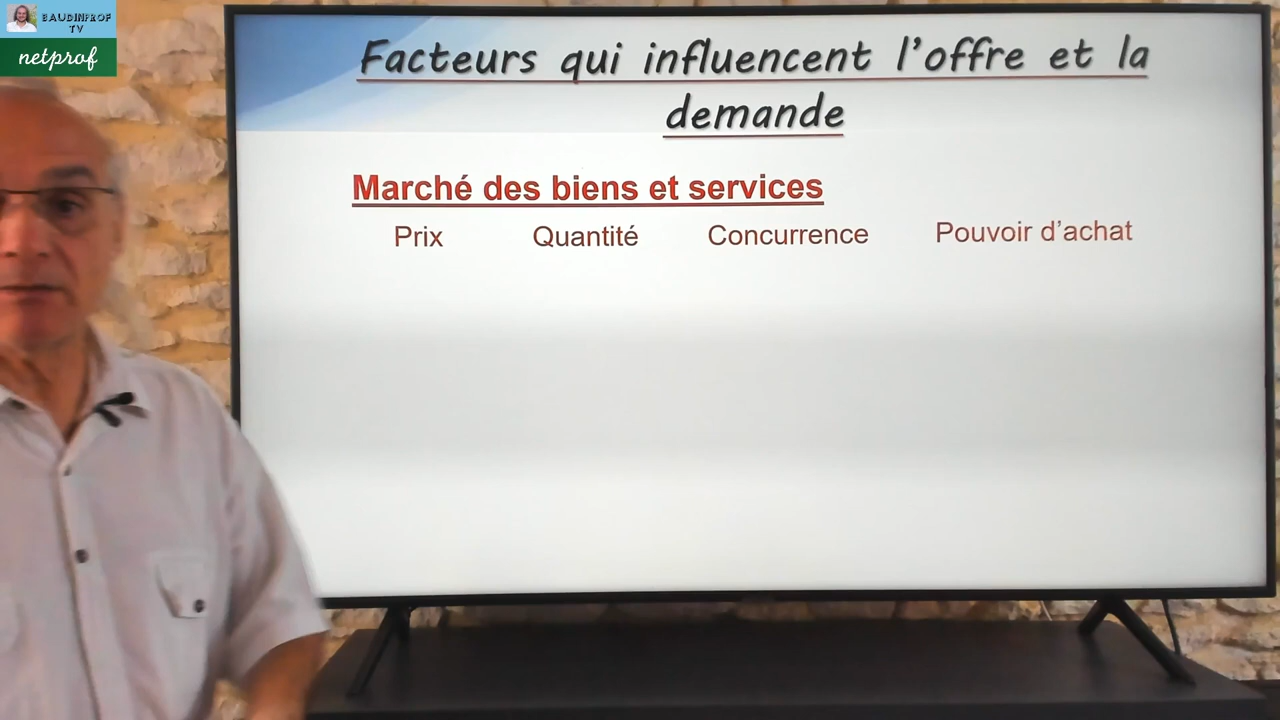 BAUDINPROF
TV
netprof
Facteurs qui influencent l'offre et la
demande
Marché des biens et services
Prix Quantité Concurrence Pouvoir d'achat